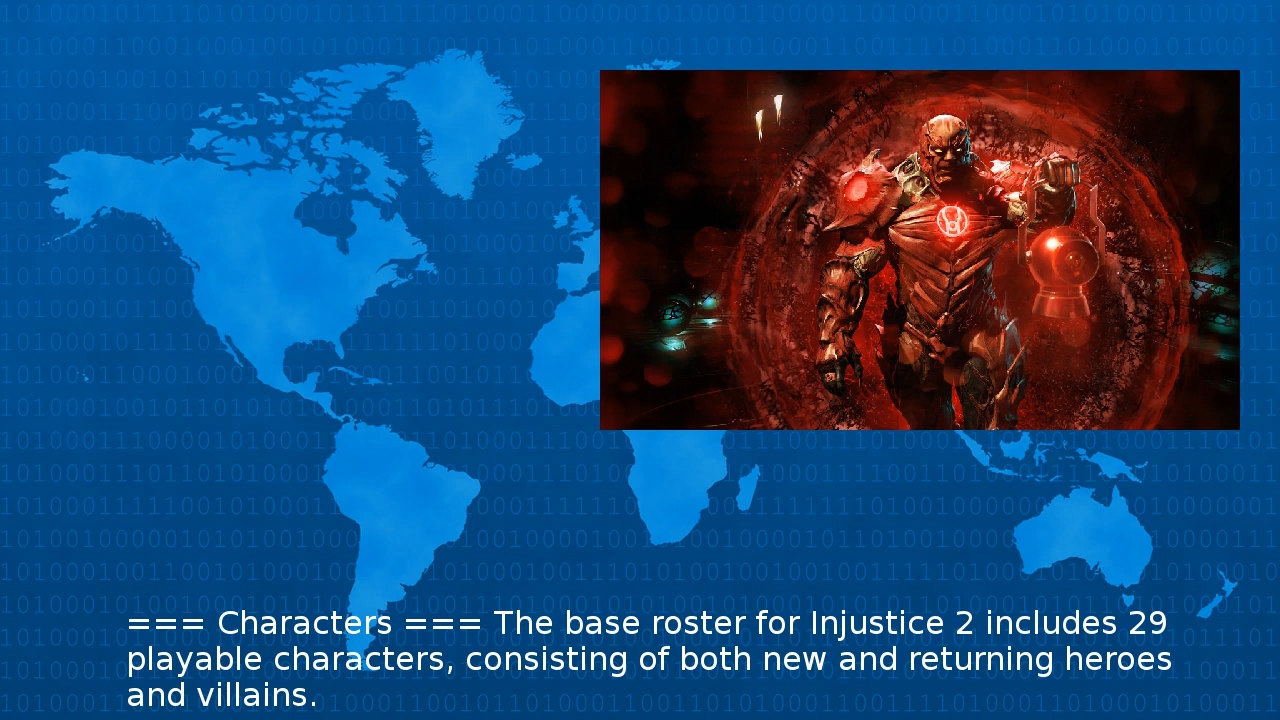 === Characters === The base roster for Injustice 2 includes 29
playable characters, consisting of both new and returning heroes
and villains.